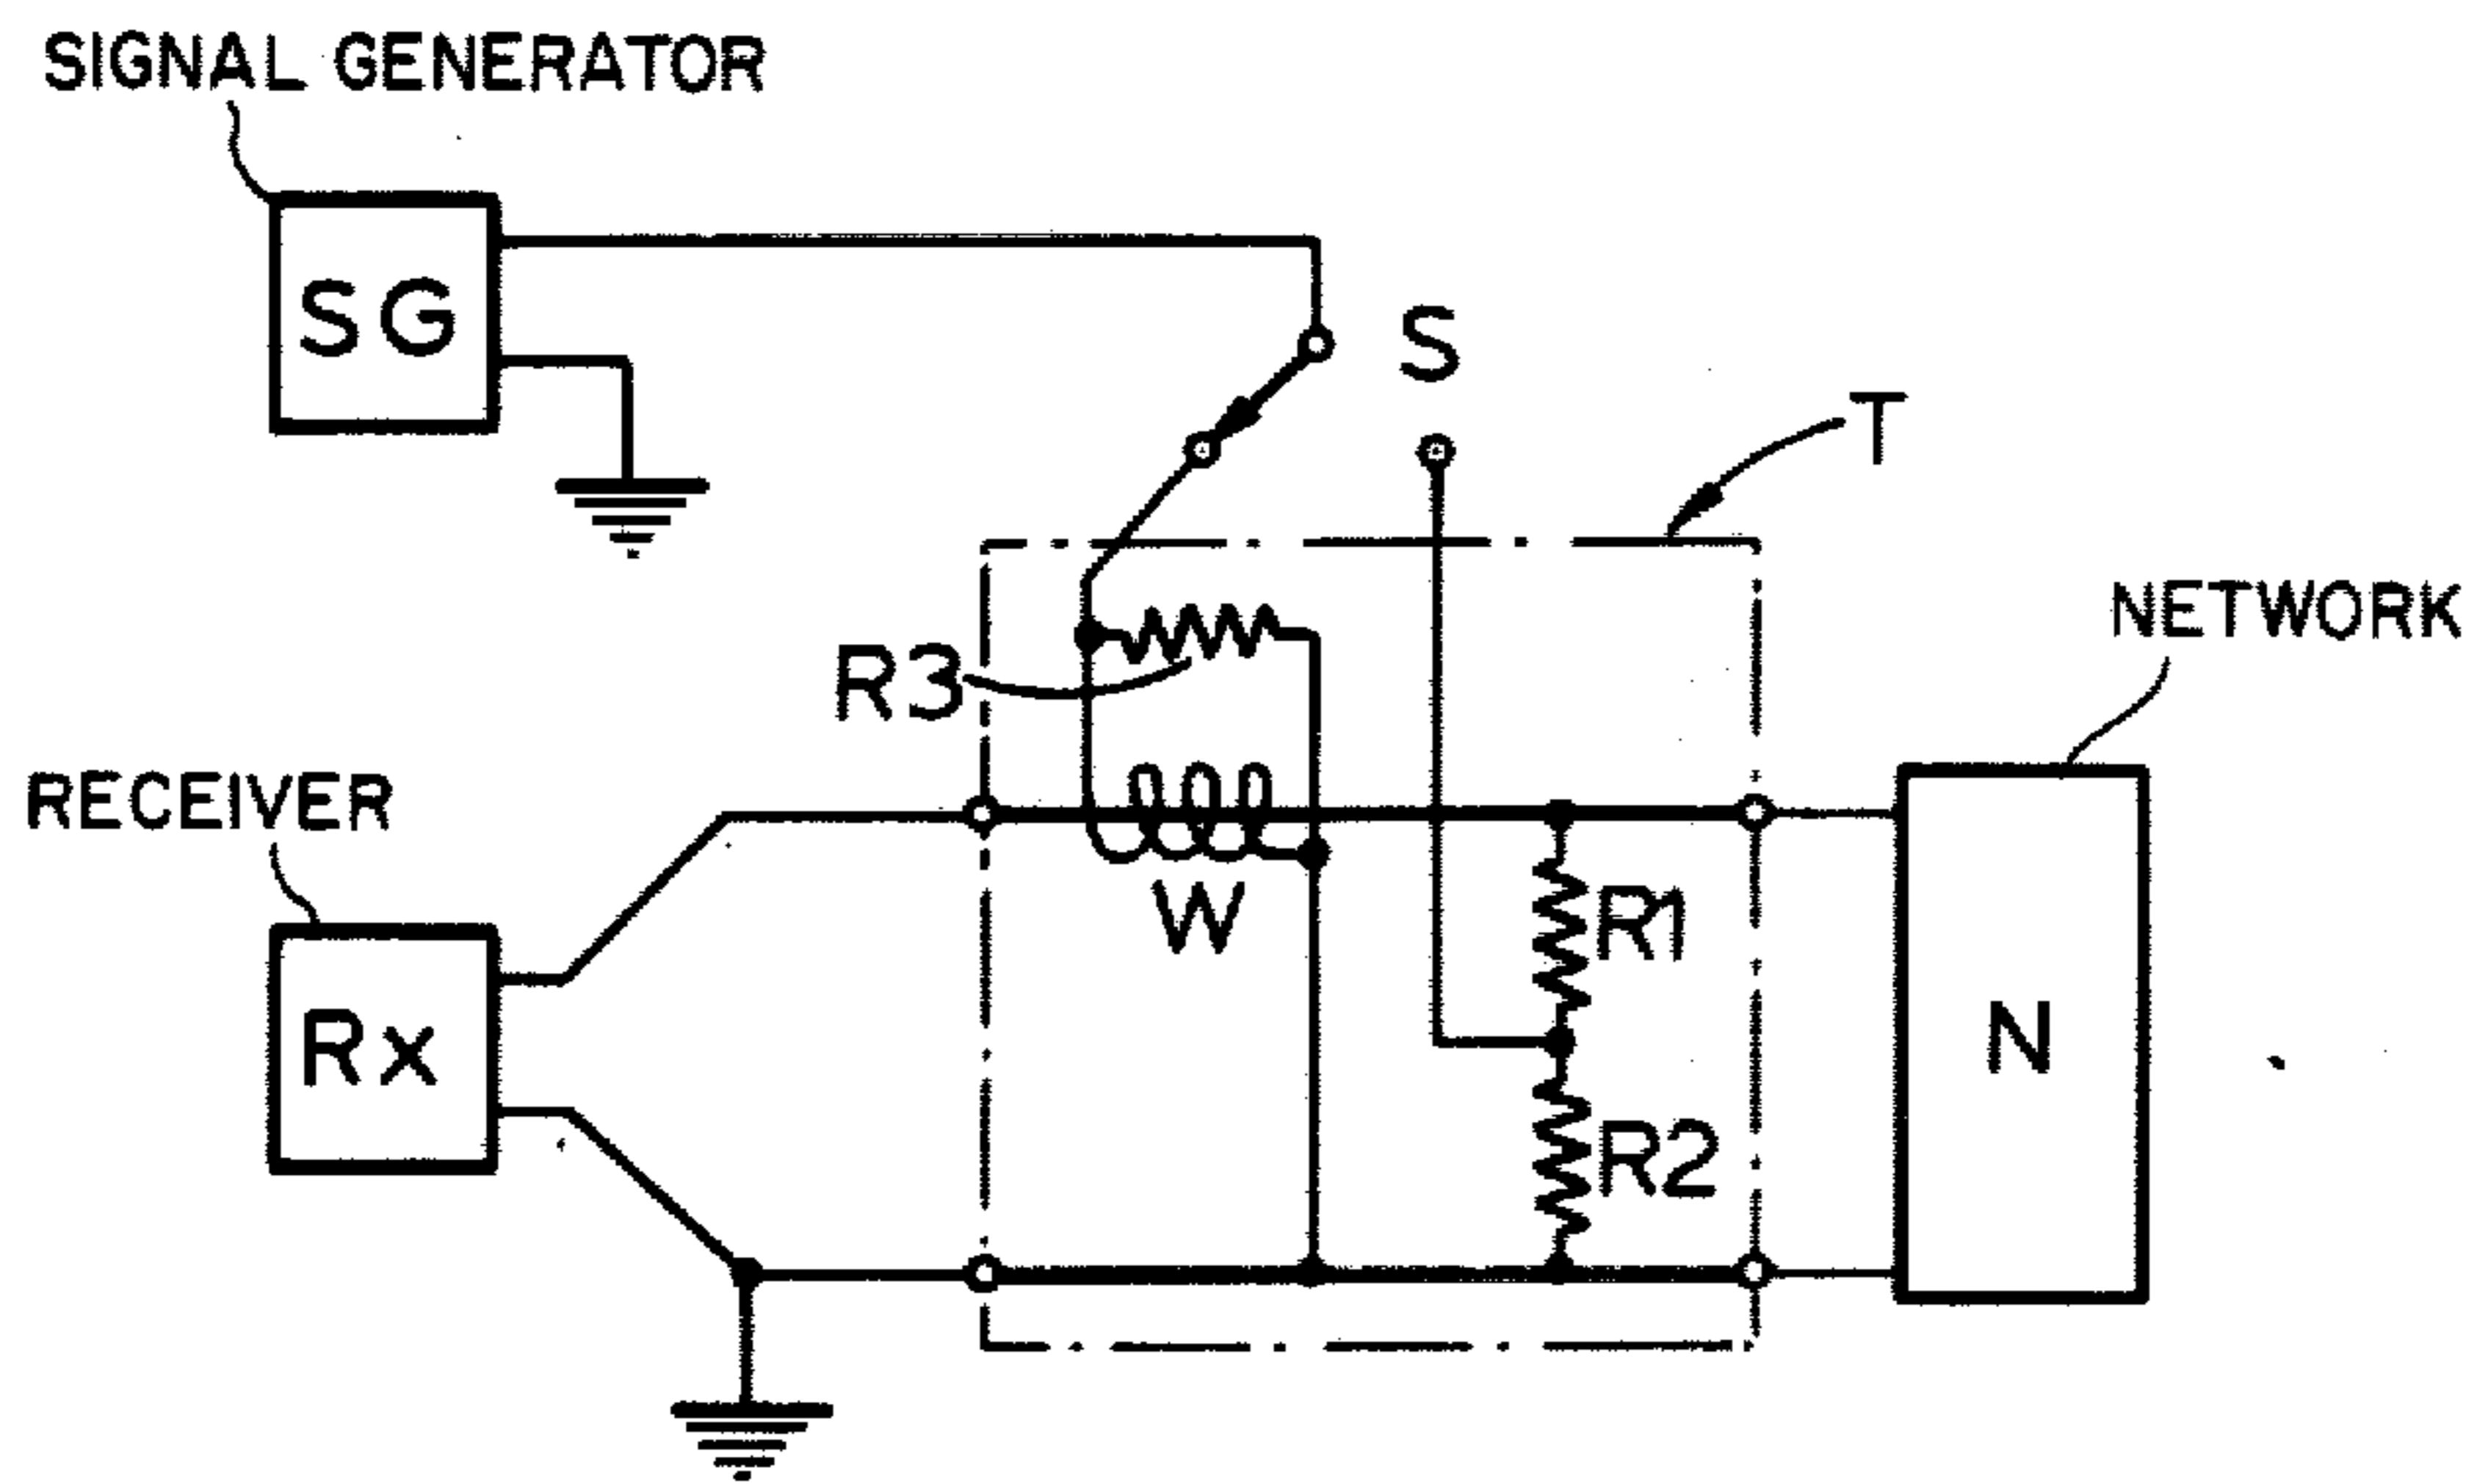 SIGNAL GENERATOR
SG
S
T
NETWORK
R3
RECEIVER
W
R1
Rx
N
R2